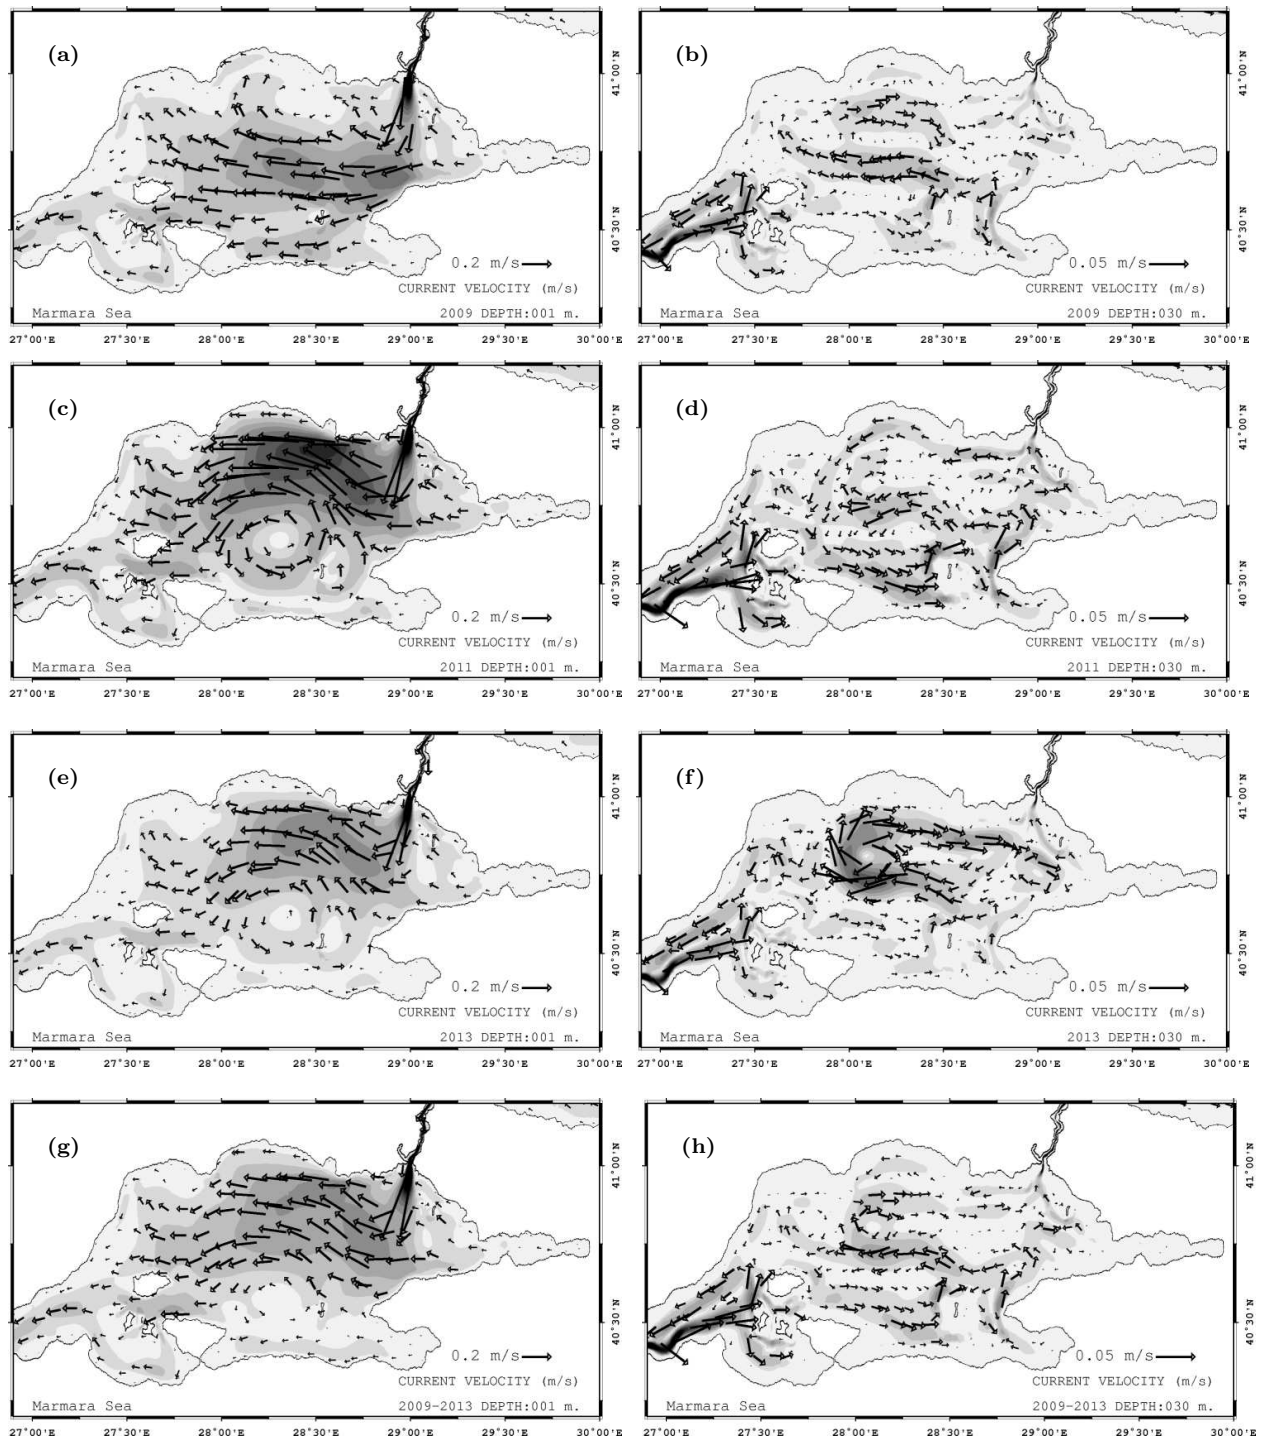 (a)
41°00'N
40°30'N
0.2 m/s
CURRENT VELOCITY (m/s)
Marmara Sea
2009 DEPTH:001 m.
27°00'E 27°30'E 28°00'E 28°30'E 29°00'E 29°30'E 30°00'E
(b)
41°00'N
40°30'N
0.05 m/s
CURRENT VELOCITY (m/s)
Marmara Sea
2009 DEPTH:030 m.
27°00'E 27°30'E 28°00'E 28°30'E 29°00'E 29°30'E 30°00'E
(c)
41°00'N
40°30'N
0.2 m/s
CURRENT VELOCITY (m/s)
Marmara Sea
2011 DEPTH:001 m.
27°00'E 27°30'E 28°00'E 28°30'E 29°00'E 29°30'E 30°00'E
(d)
41°00'N
40°30'N
0.05 m/s
CURRENT VELOCITY (m/s)
Marmara Sea
2011 DEPTH:030 m.
27°00'E 27°30'E 28°00'E 28°30'E 29°00'E 29°30'E 30°00'E
(e)
41°00'N
40°30'N
0.2 m/s
CURRENT VELOCITY (m/s)
Marmara Sea
2013 DEPTH:001 m.
27°00'E 27°30'E 28°00'E 28°30'E 29°00'E 29°30'E 30°00'E
(f)
41°00'N
40°30'N
0.05 m/s
CURRENT VELOCITY (m/s)
Marmara Sea
2013 DEPTH:030 m.
27°00'E 27°30'E 28°00'E 28°30'E 29°00'E 29°30'E 30°00'E
(g)
41°00'N
40°30'N
0.2 m/s
CURRENT VELOCITY (m/s)
Marmara Sea
2009-2013 DEPTH:001 m.
27°00'E 27°30'E 28°00'E 28°30'E 29°00'E 29°30'E 30°00'E
(h)
41°00'N
40°30'N
0.05 m/s
CURRENT VELOCITY (m/s)
Marmara Sea
2009-2013 DEPTH:030 m.
27°00'E 27°30'E 28°00'E 28°30'E 29°00'E 29°30'E 30°00'E